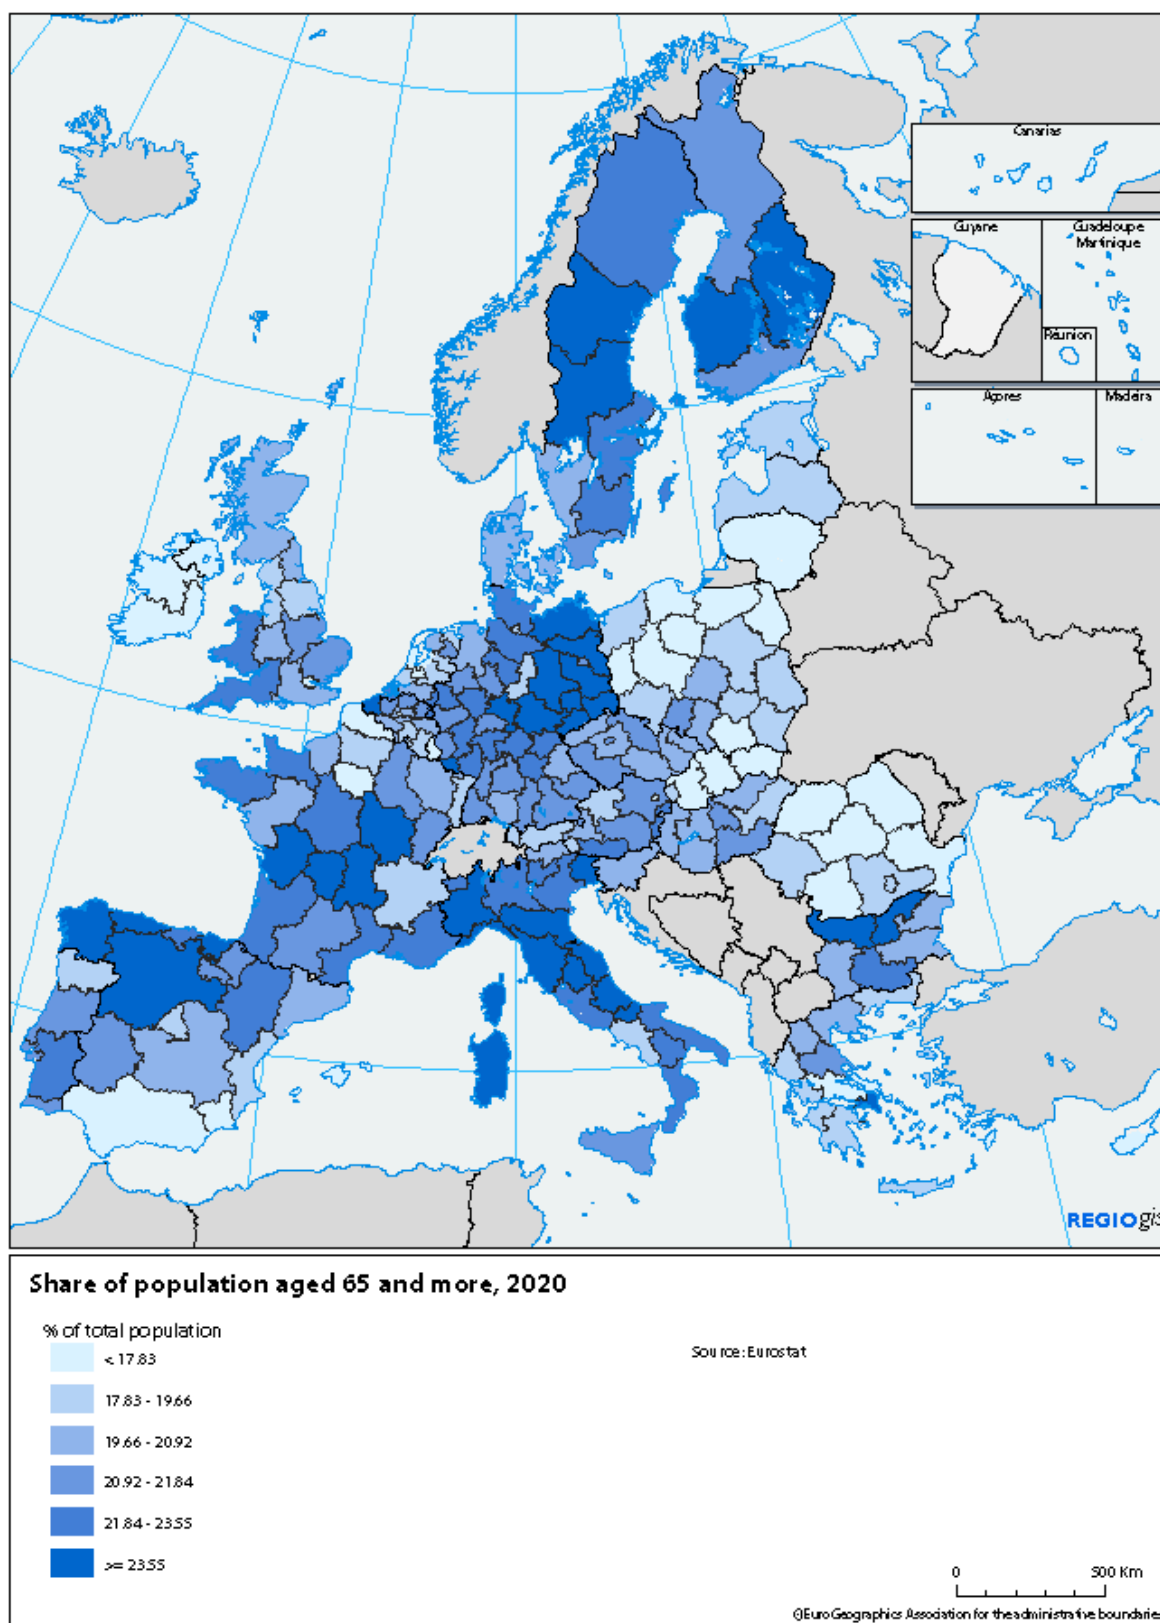 Canarias
Guyane
Guadeloupe
Martinique
Réunion
Açores
Madeira
REGIOgis
Share of population aged 65 and more, 2020
% of total population
< 17.83
17.83 - 19.66
19.66 - 20.92
20.92 - 21.84
21.84 - 23.55
>= 23.55
Source: Eurostat
0 500 Km
© EuroGeographics Association for the administrative boundaries